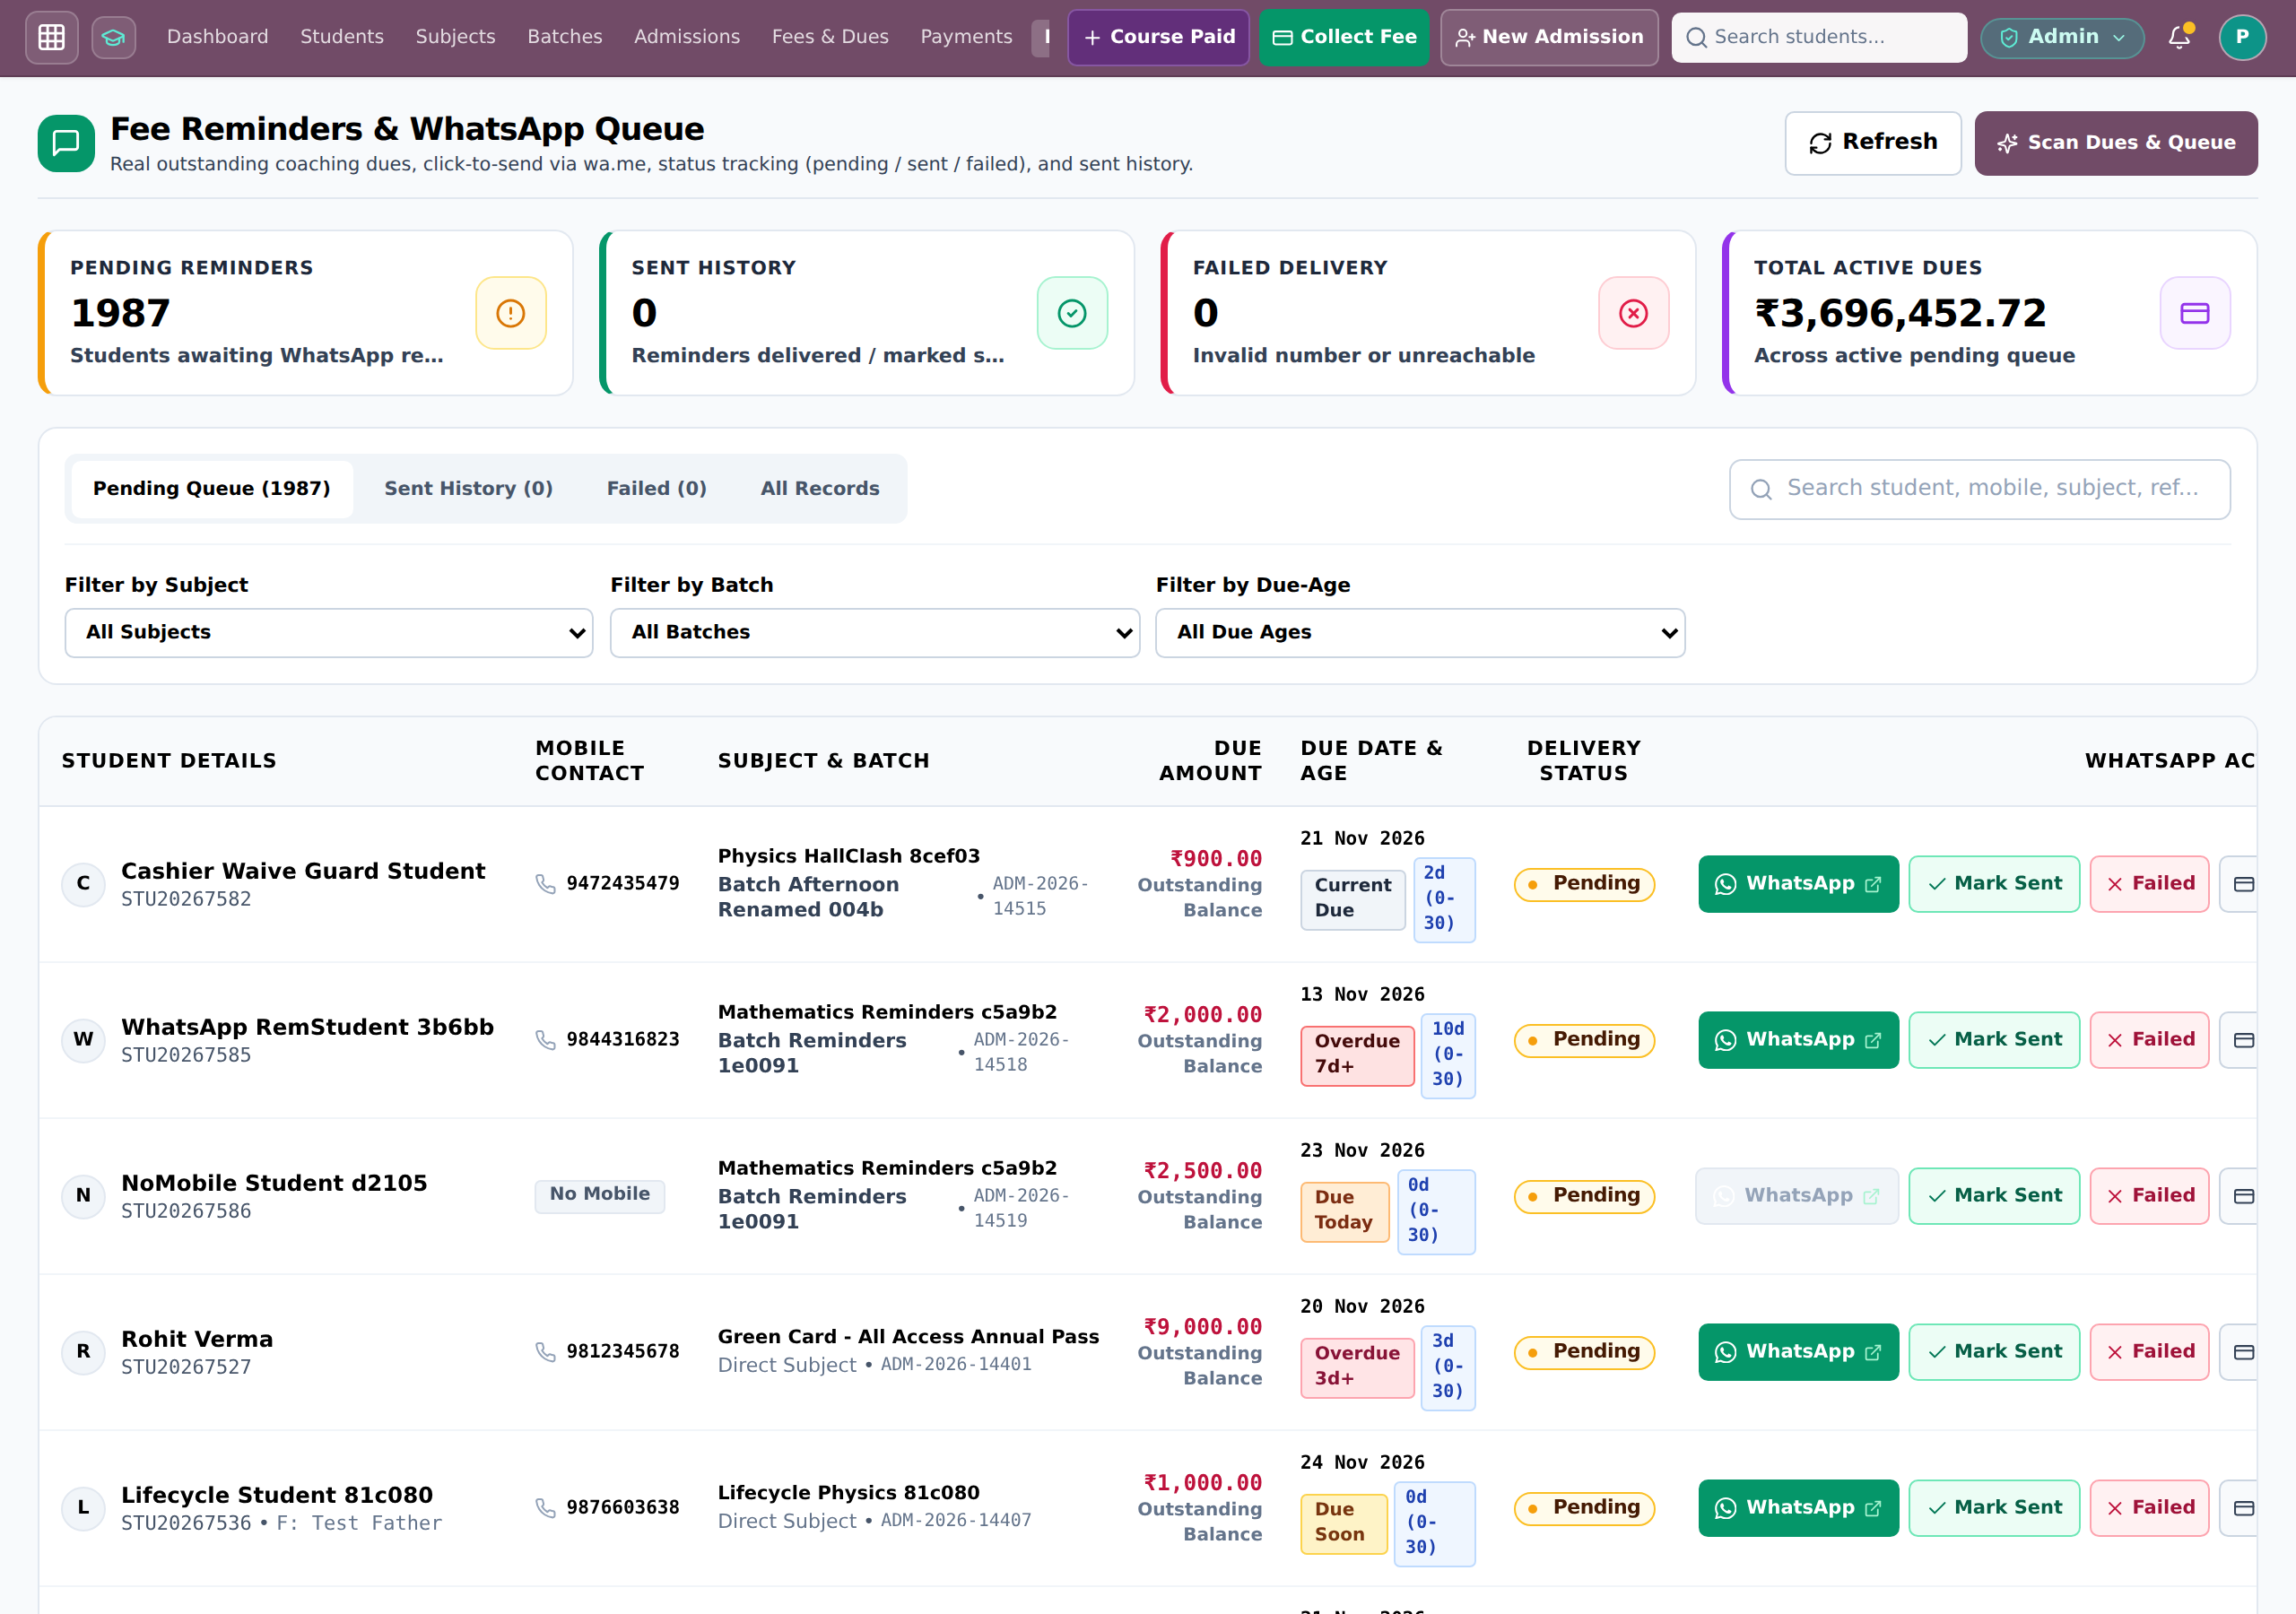 Dashboard Students Subjects Batches Admissions Fees & Dues Payments
+ Course Paid
Collect Fee
New Admission
Search students...
Admin
P
Fee Reminders & WhatsApp Queue
Real outstanding coaching dues, click-to-send via wa.me, status tracking (pending / sent / failed), and sent history.
Refresh
Scan Dues & Queue
PENDING REMINDERS
1987
Students awaiting WhatsApp re…
SENT HISTORY
0
Reminders delivered / marked s…
FAILED DELIVERY
0
Invalid number or unreachable
TOTAL ACTIVE DUES
₹3,696,452.72
Across active pending queue
Pending Queue (1987) Sent History (0) Failed (0) All Records
Search student, mobile, subject, ref...
Filter by Subject
All Subjects
Filter by Batch
All Batches
Filter by Due-Age
All Due Ages
STUDENT DETAILS
MOBILE
CONTACT
SUBJECT & BATCH
DUE
AMOUNT
DUE DATE &
AGE
DELIVERY
STATUS
WHATSAPP AC
C
Cashier Waive Guard Student
STU20267582
9472435479
Physics HallClash 8cef03
Batch Afternoon
Renamed 004b
• ADM-2026-
14515
₹900.00
Outstanding
Balance
21 Nov 2026
Current
Due
2d
(0-
30)
Pending
WhatsApp
Mark Sent
Failed
W
WhatsApp RemStudent 3b6bb
STU20267585
9844316823
Mathematics Reminders c5a9b2
Batch Reminders
1e0091
• ADM-2026-
14518
₹2,000.00
Outstanding
Balance
13 Nov 2026
Overdue
7d+
10d
(0-
30)
Pending
WhatsApp
Mark Sent
Failed
N
NoMobile Student d2105
STU20267586
No Mobile
Mathematics Reminders c5a9b2
Batch Reminders
1e0091
• ADM-2026-
14519
₹2,500.00
Outstanding
Balance
23 Nov 2026
Due
Today
0d
(0-
30)
Pending
WhatsApp
Mark Sent
Failed
R
Rohit Verma
STU20267527
9812345678
Green Card - All Access Annual Pass
Direct Subject • ADM-2026-14401
₹9,000.00
Outstanding
Balance
20 Nov 2026
Overdue
3d+
3d
(0-
30)
Pending
WhatsApp
Mark Sent
Failed
L
Lifecycle Student 81c080
STU20267536 • F: Test Father
9876603638
Lifecycle Physics 81c080
Direct Subject • ADM-2026-14407
₹1,000.00
Outstanding
Balance
24 Nov 2026
Due
Soon
0d
(0-
30)
Pending
WhatsApp
Mark Sent
Failed